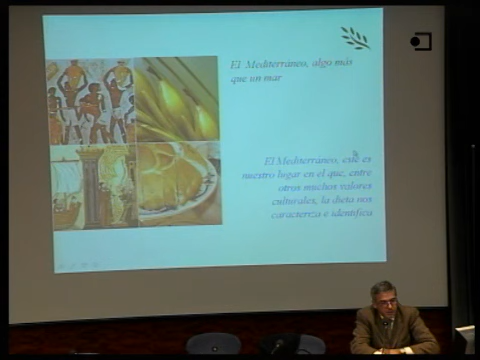 El Mediterráneo, algo más
que un mar
El Mediterráneo, este es
nuestro lugar en el que, entre
otros muchos valores
culturales, la dieta nos
caracteriza e identifica